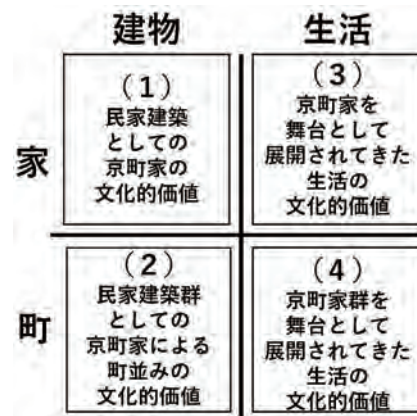 建物
生活
家
（1）
民家建築
としての
京町家の
文化的価値
（3）
京町家を
舞台として
展開されてきた
生活の
文化的価値
町
（2）
民家建築群
としての
京町家による
町並みの
文化的価値
（4）
京町家群を
舞台として
展開されてきた
生活の
文化的価値